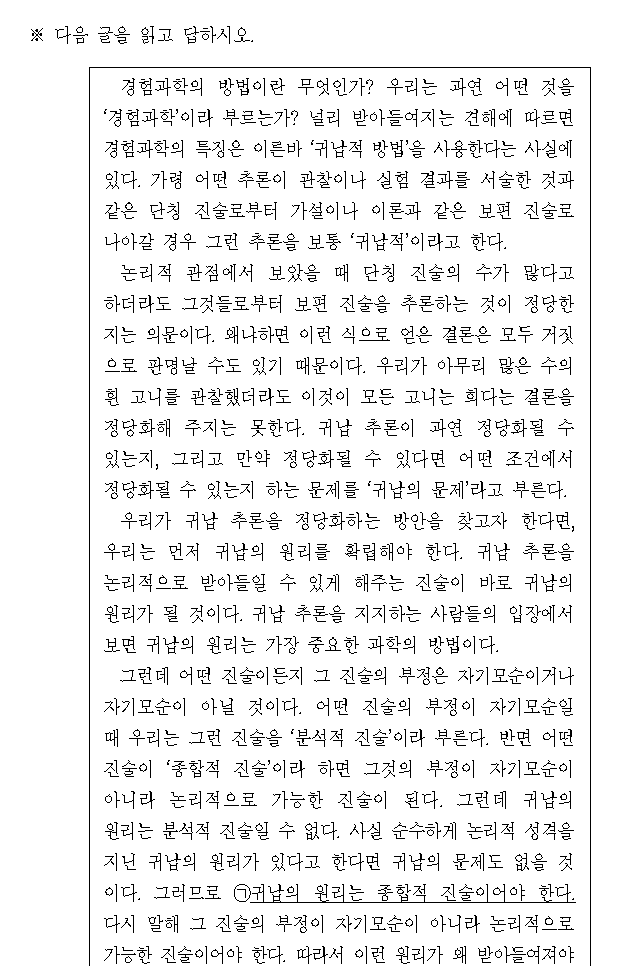 ※ 다음 글을 읽고 답하시오.
경험과학의 방법이란 무엇인가? 우리는 과연 어떤 것을
‘경험과학’이라 부르는가? 널리 받아들여지는 견해에 따르면
경험과학의 특징은 이른바 ‘귀납적 방법’을 사용한다는 사실에
있다. 가령 어떤 추론이 관찰이나 실험 결과를 서술한 것과
같은 단칭 진술로부터 가설이나 이론과 같은 보편 진술로
나아갈 경우 그런 추론을 보통 ‘귀납적’이라고 한다.
논리적 관점에서 보았을 때 단칭 진술의 수가 많다고
하더라도 그것들로부터 보편 진술을 추론하는 것이 정당한
지는 의문이다. 왜냐하면 이런 식으로 얻은 결론은 모두 거짓
으로 판명날 수도 있기 때문이다. 우리가 아무리 많은 수의
흰 고니를 관찰했더라도 이것이 모든 고니는 희다는 결론을
정당화해 주지는 못한다. 귀납 추론이 과연 정당화될 수
있는지, 그리고 만약 정당화될 수 있다면 어떤 조건에서
정당화될 수 있는지 하는 문제를 ‘귀납의 문제’라고 부른다.
우리가 귀납 추론을 정당화하는 방안을 찾고자 한다면,
우리는 먼저 귀납의 원리를 확립해야 한다. 귀납 추론을
논리적으로 받아들일 수 있게 해주는 진술이 바로 귀납의
원리가 될 것이다. 귀납 추론을 지지하는 사람들의 입장에서
보면 귀납의 원리는 가장 중요한 과학의 방법이다.
그런데 어떤 진술이든지 그 진술의 부정은 자기모순이거나
자기모순이 아닐 것이다. 어떤 진술의 부정이 자기모순일
때 우리는 그런 진술을 ‘분석적 진술’이라 부른다. 반면 어떤
진술이 ‘종합적 진술’이라 하면 그것의 부정이 자기모순이
아니라 논리적으로 가능한 진술이 된다. 그런데 귀납의
원리는 분석적 진술일 수 없다. 사실 순수하게 논리적 성격을
지닌 귀납의 원리가 있다고 한다면 귀납의 문제도 없을 것
이다. 그러므로 ㉠귀납의 원리는 종합적 진술이어야 한다.
다시 말해 그 진술의 부정이 자기모순이 아니라 논리적으로
가능한 진술이어야 한다. 따라서 이런 원리가 왜 받아들여져야